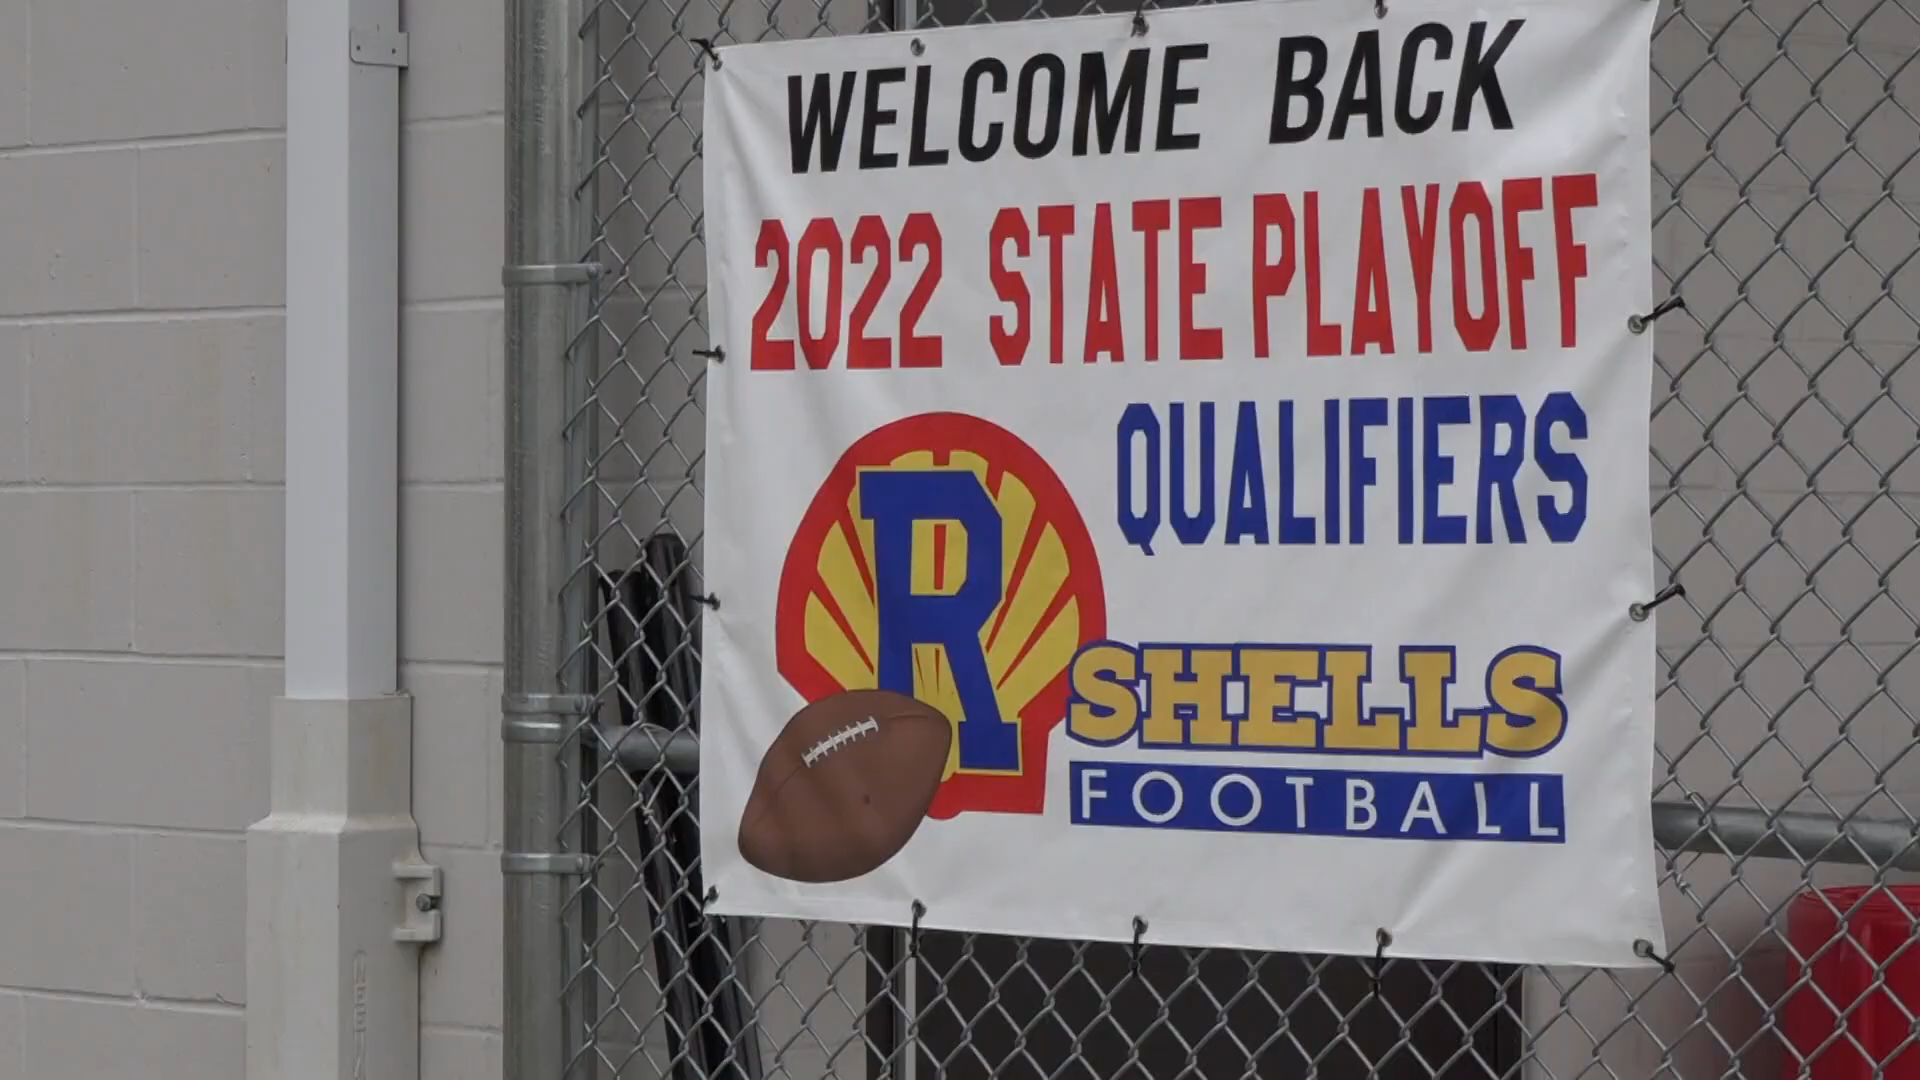 WELCOME BACK
2022 STATE PLAYOFF
QUALIFIERS
R
SHELLS
FOOTBALL